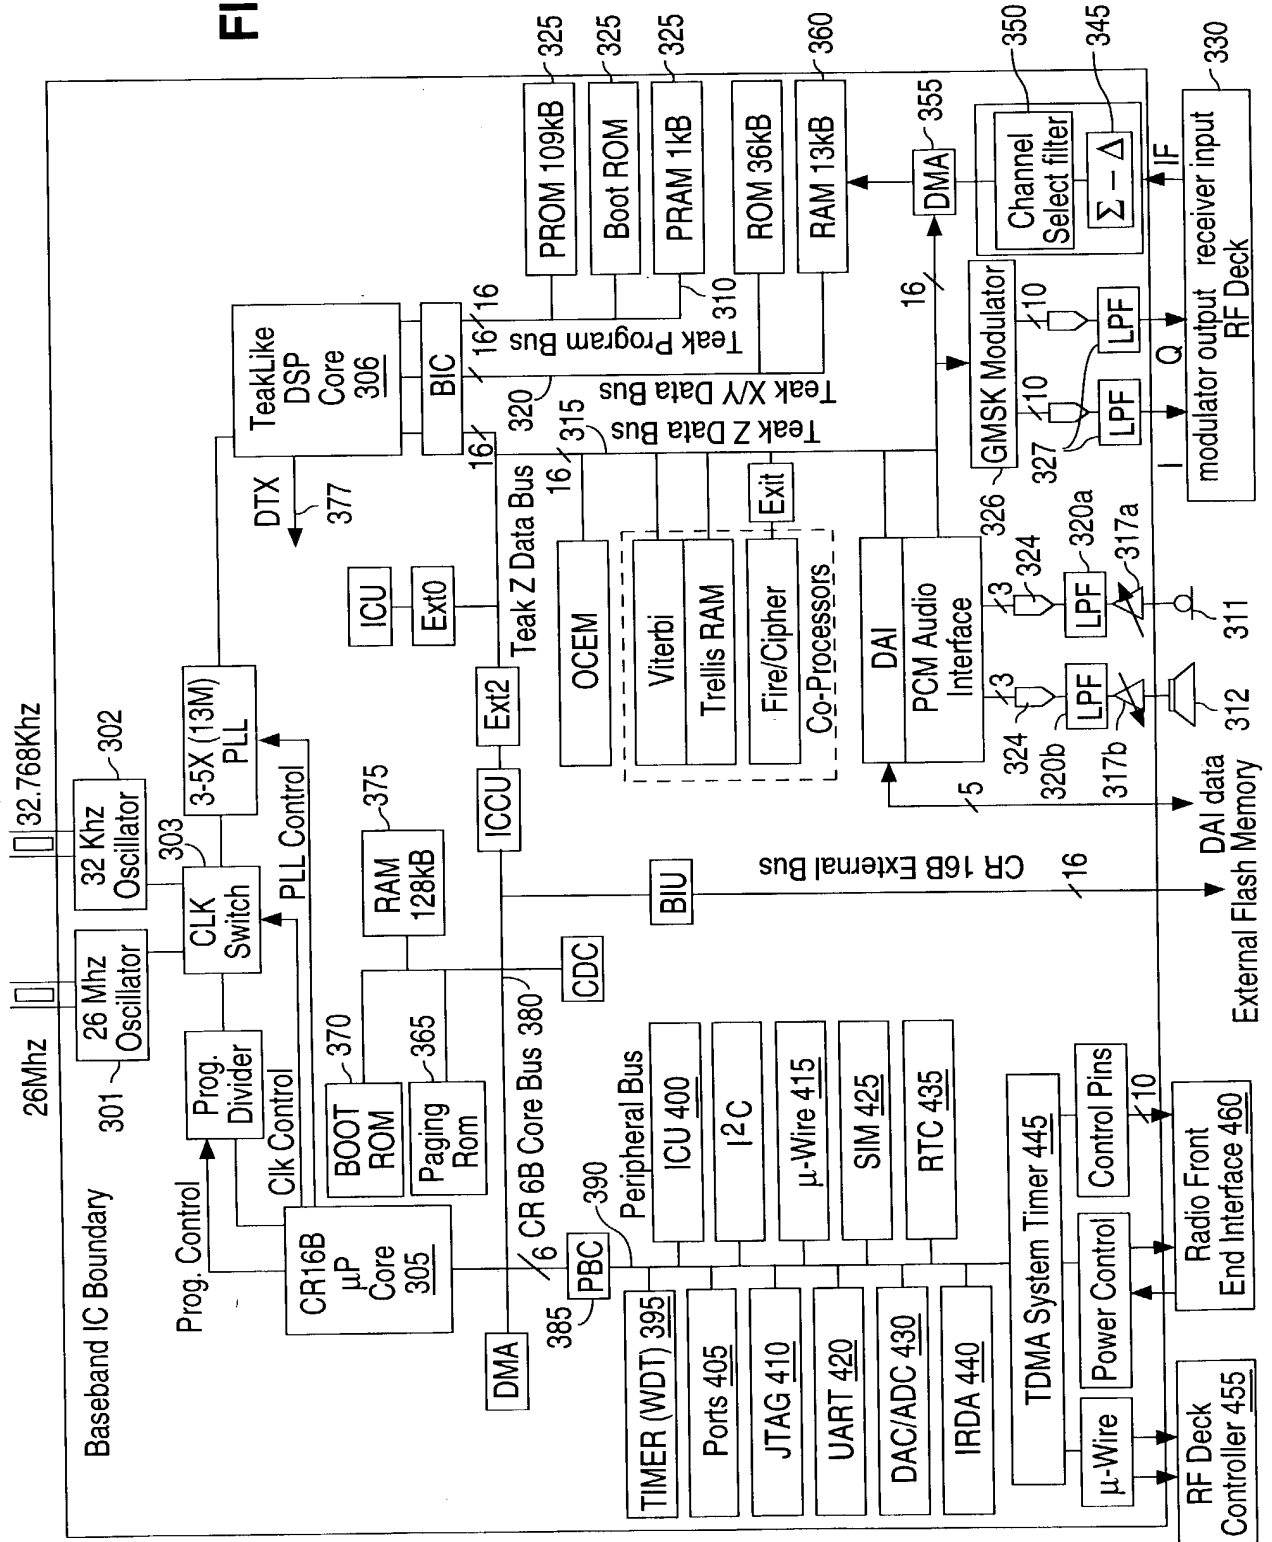 FI
26Mhz
32.768Khz
Baseband IC Boundary
301
26 Mhz
Oscillator
32 Khz
Oscillator
302
303
Prog. Control
Prog.
Divider
CLK
Switch
3-5X (13M)
PLL
Clk Control
PLL Control
CR16B
µP
Core
305
BOOT
ROM
370
Paging
Rom
365
RAM
128kB
375
DTX
377
TeakLike
DSP
Core
306
BIC
16
16
16
PROM 109kB
325
Boot ROM
325
PRAM 1kB
325
310
ROM 36kB
RAM 13kB
360
Teak Program Bus
320
Teak X/Y Data Bus
ICU
Ext0
Teak Z Data Bus
16
315
Teak Z Data Bus
Ext2
ICCU
DMA
6
CR 6B Core Bus 380
CDC
385
PBC
390
Peripheral Bus
BIU
CR 16B External Bus
16
External Flash Memory
OCEM
Viterbi
Trellis RAM
Fire/Cipher
Exit
Co-Processors
TIMER (WDT) 395
ICU 400
Ports 405
I2C
JTAG 410
µ-Wire 415
UART 420
SIM 425
DAC/ADC 430
RTC 435
IRDA 440
DAI
PCM Audio
Interface
5
DAI data
3
3
324
324
LPF
LPF
320b
320a
317b
317a
312
311
16
DMA
355
GMSK Modulator
326
10
10
LPF
LPF
327
I
Q
IF
Channel
Select filter
350
Σ – Δ
345
modulator output receiver input
RF Deck
330
TDMA System Timer 445
µ-Wire
Power Control
Control Pins
10
RF Deck
Controller 455
Radio Front
End Interface 460